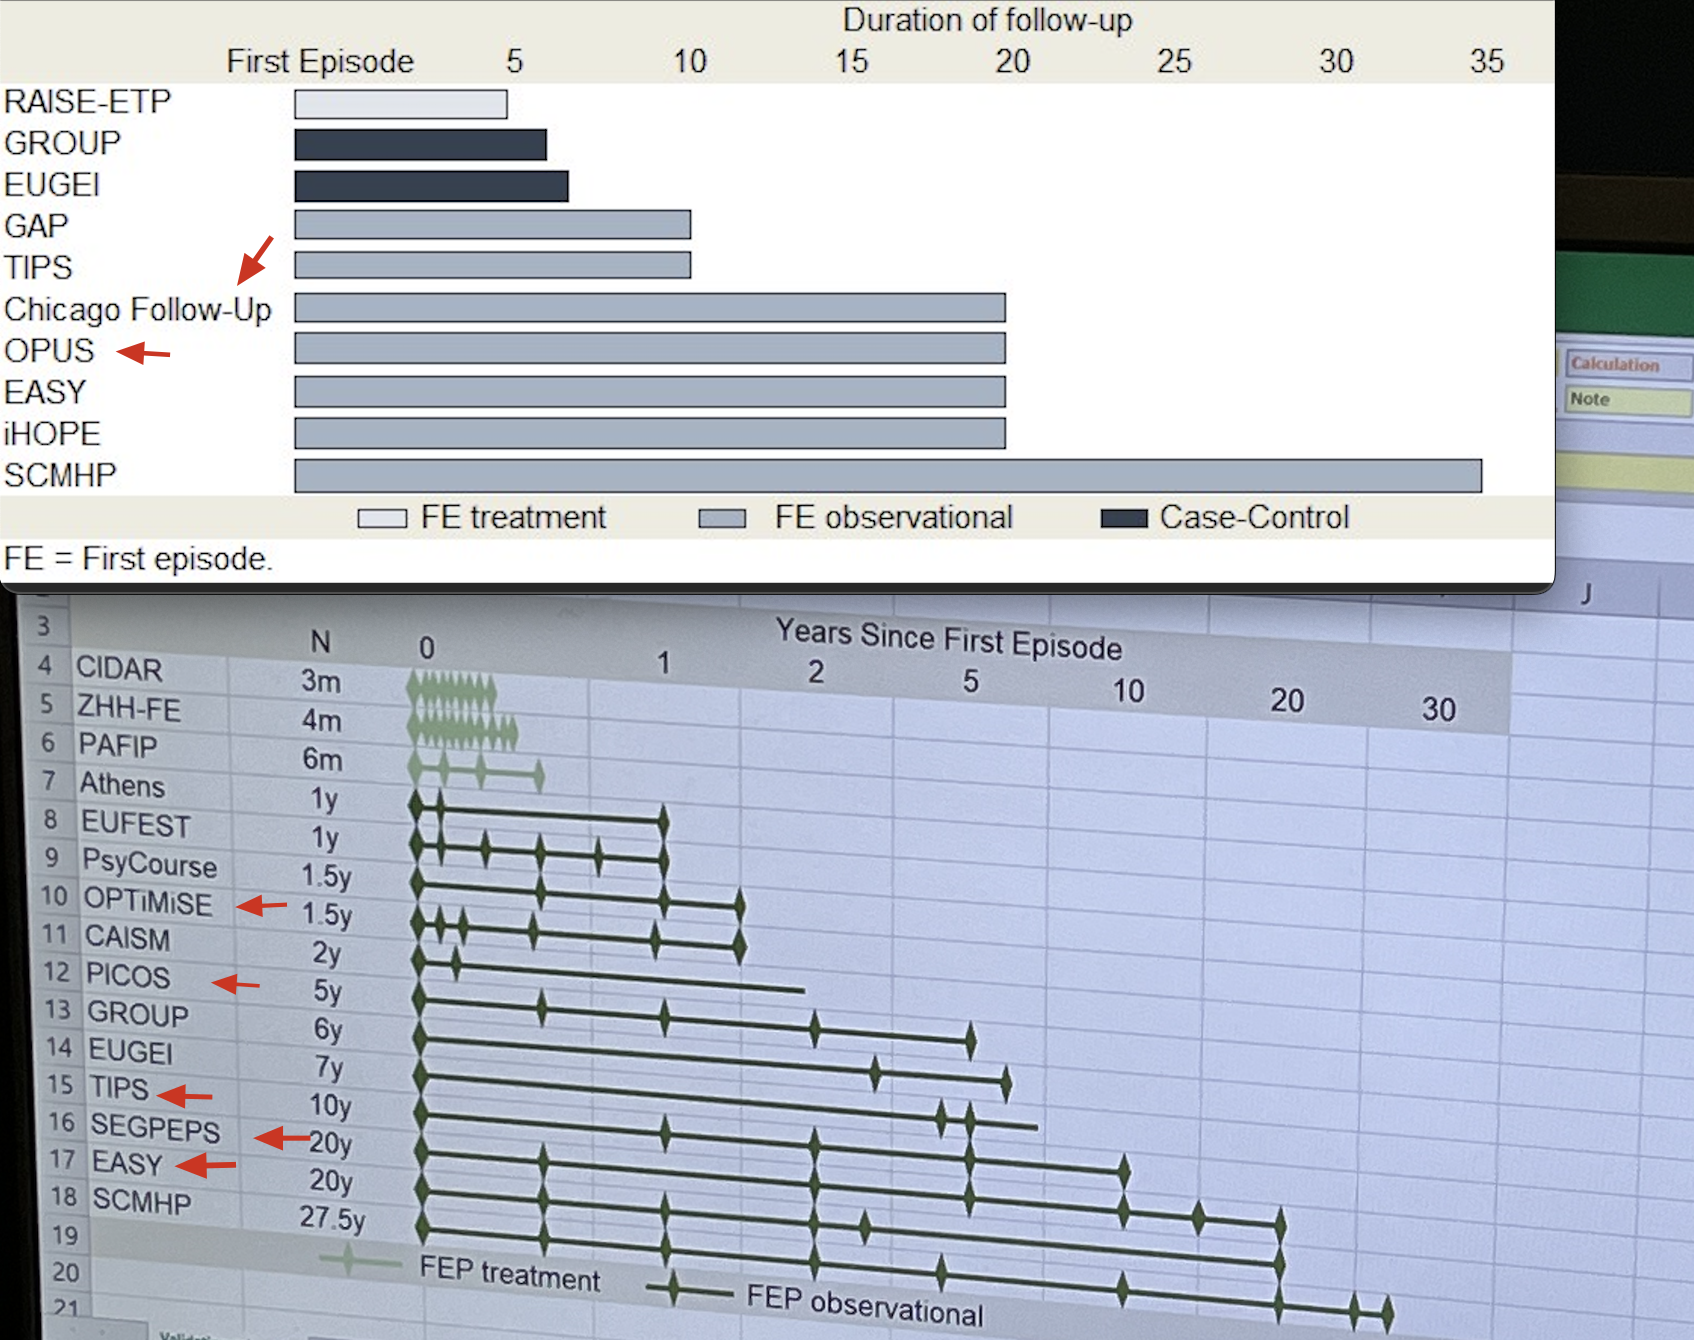 Duration of follow-up
First Episode 5 10 15 20 25 30 35
RAISE-ETP
GROUP
EUGEI
GAP
TIPS
Chicago Follow-Up
OPUS
EASY
iHOPE
SCMHP
FE treatment FE observational Case-Control
FE = First episode.
Calculation
Note
J
3 N 0 Years Since First Episode
1 2 5 10 20 30
4 CIDAR 3m
5 ZHH-FE 4m
6 PAFIP 6m
7 Athens 1y
8 EUFEST 1y
9 PsyCourse 1.5y
10 OPTiMiSE 1.5y
11 CAISM 2y
12 PICOS 5y
13 GROUP 6y
14 EUGEI 7y
15 TIPS 10y
16 SEGPEPS 20y
17 EASY 20y
18 SCMHP 27.5y
19 FEP treatment FEP observational
20
21